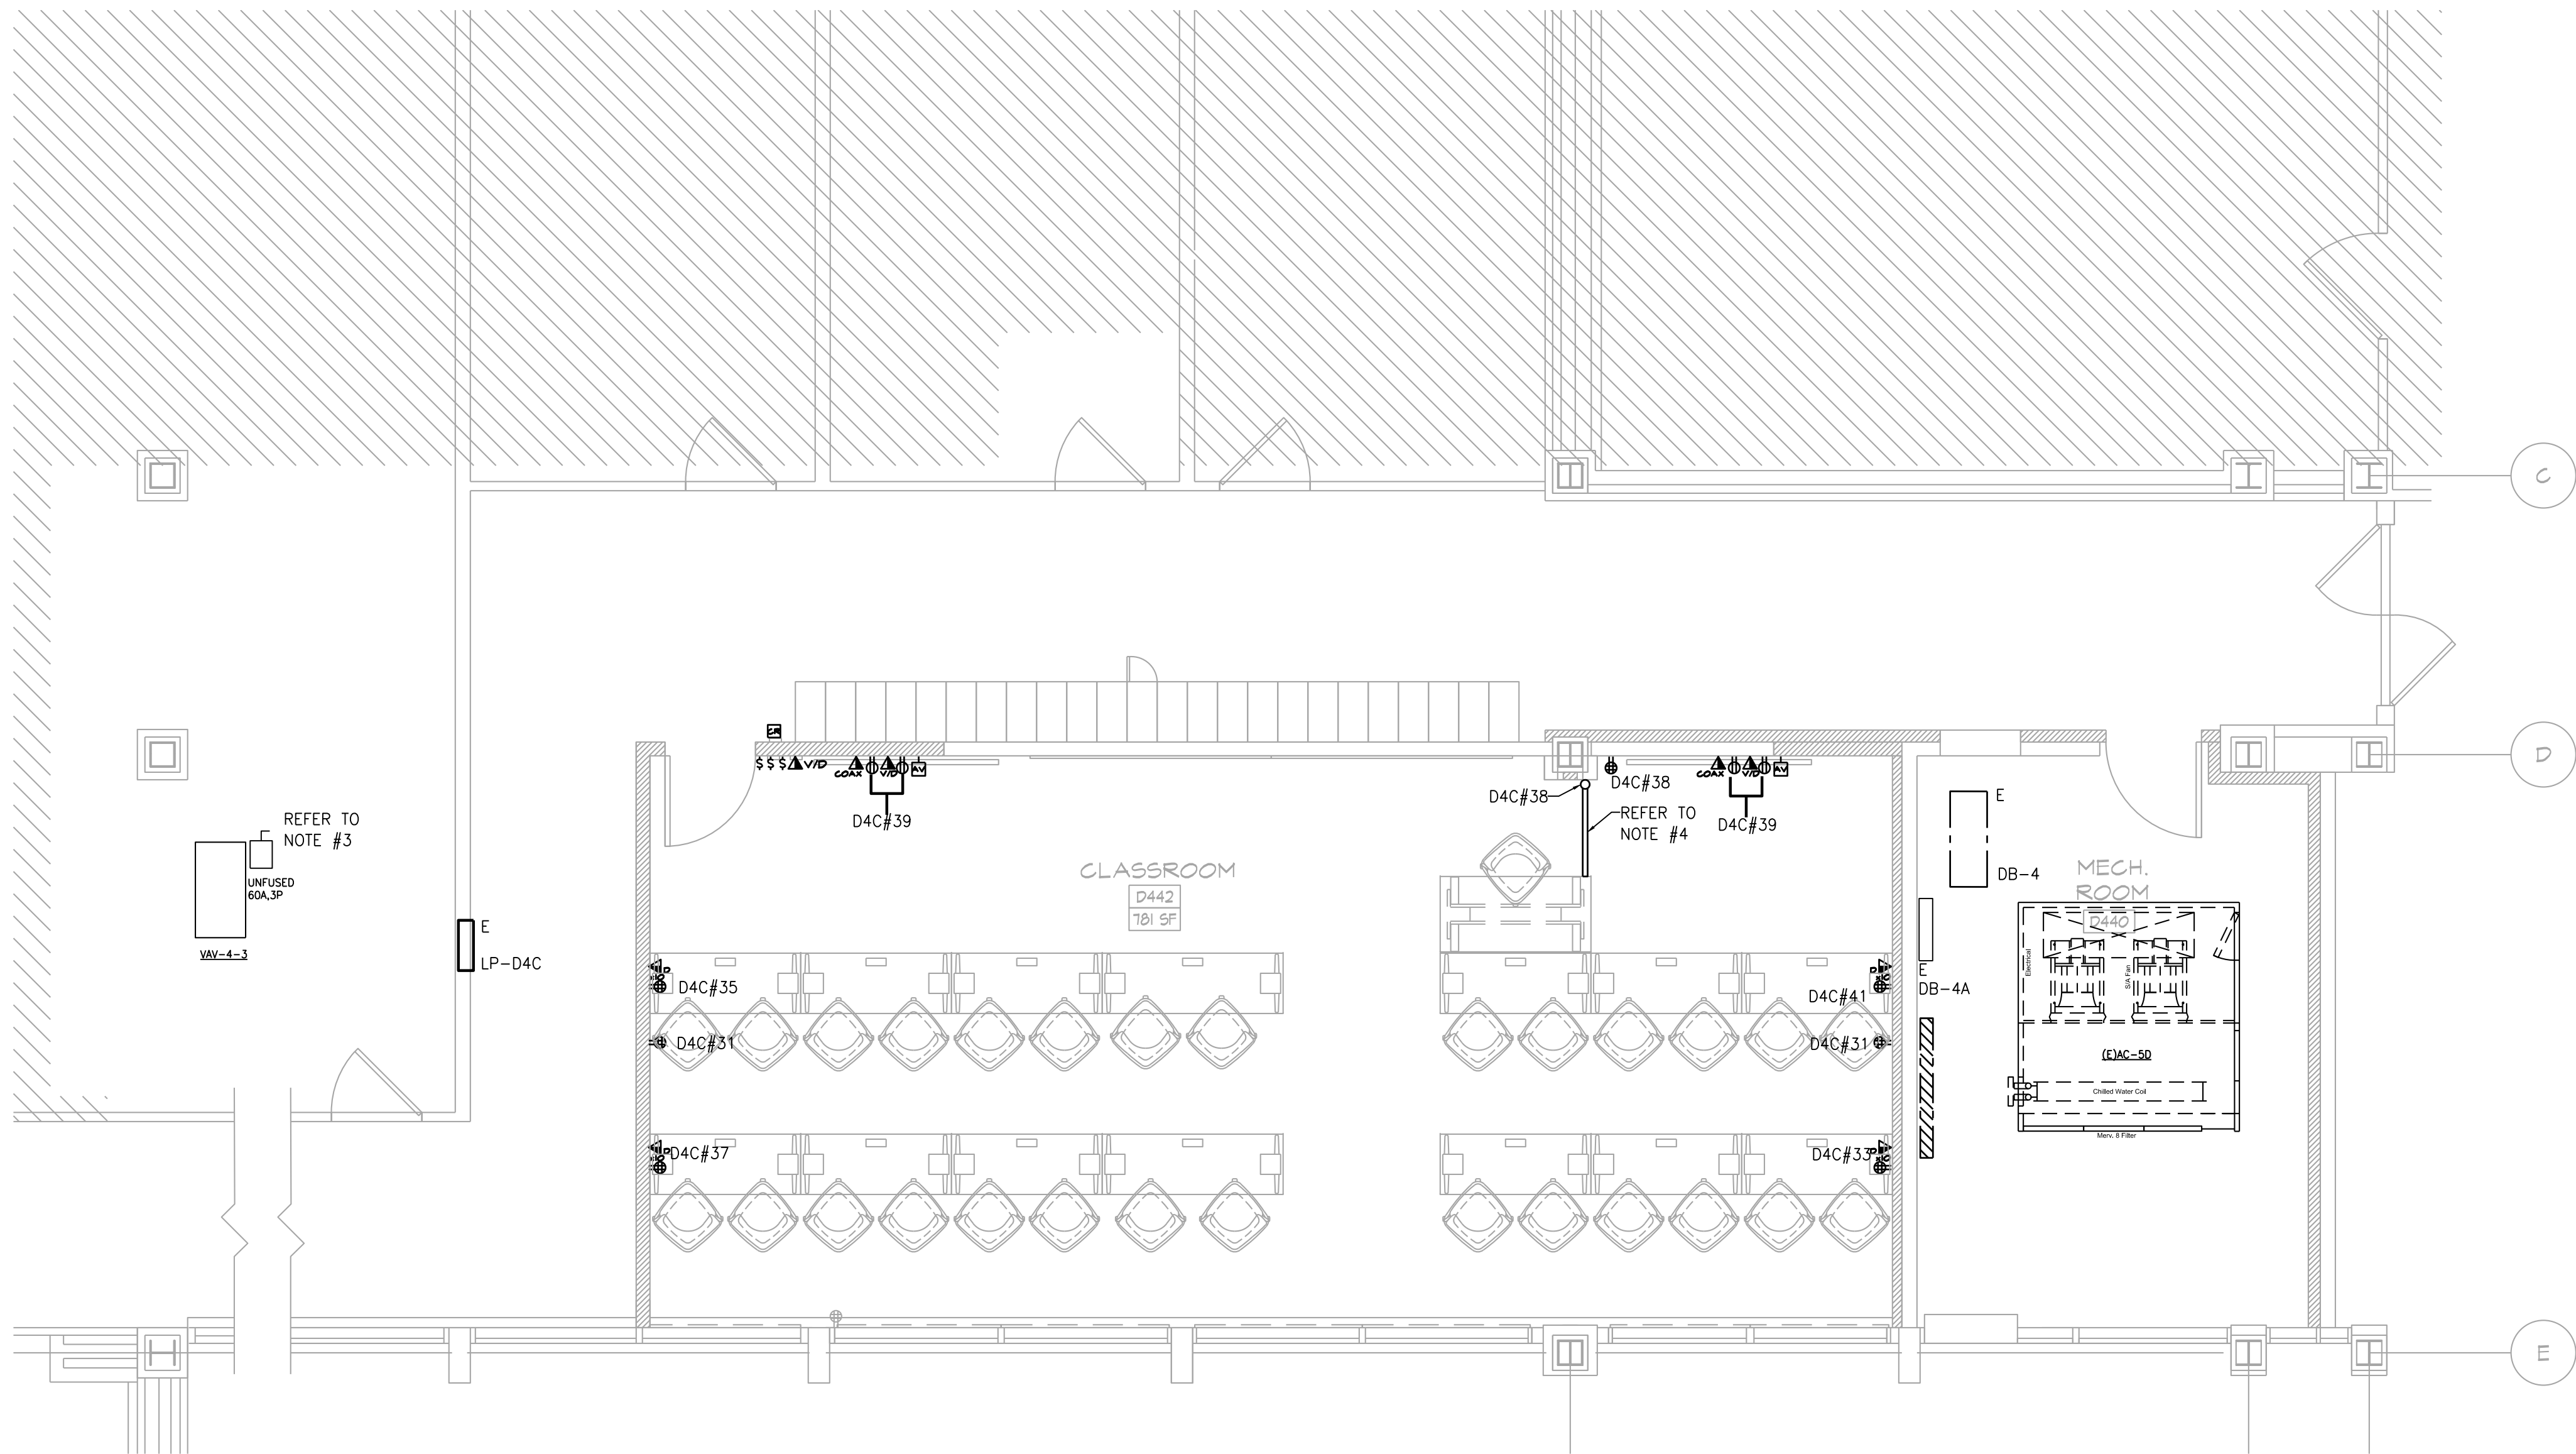 C
CR
D
$ $ $ V/D
COAX
V/D
AV
COAX
V/D
AV
D4C#38
D4C#38
D4C#39
D4C#39
REFER TO
NOTE #4
REFER TO
NOTE #3
UNFUSED
60A,3P
VAV-4-3
E
LP-D4C
CLASSROOM
D442
781 SF
E
DB-4
MECH.
ROOM
D440
E
DB-4A
Electrical
S/A Fan
(E)AC-5D
Chilled Water Coil
Merv. 8 Filter
D
D4C#35
D
D4C#41
D4C#31
D4C#31
D
D4C#37
D
D4C#33
E